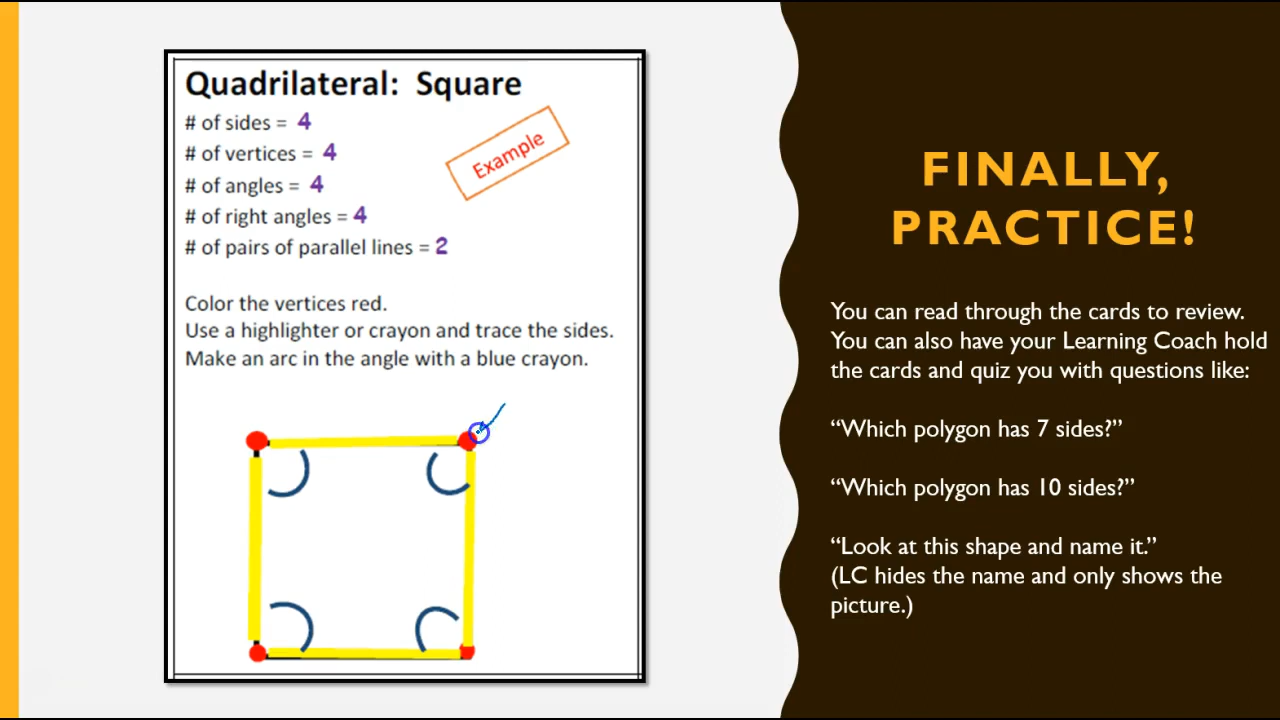 Quadrilateral: Square
# of sides = 4
# of vertices = 4
# of angles = 4
# of right angles = 4
# of pairs of parallel lines = 2
Example
Color the vertices red.
Use a highlighter or crayon and trace the sides.
Make an arc in the angle with a blue crayon.
FINALLY,
PRACTICE!
You can read through the cards to review.
You can also have your Learning Coach hold
the cards and quiz you with questions like:
“Which polygon has 7 sides?”
“Which polygon has 10 sides?”
“Look at this shape and name it.”
(LC hides the name and only shows the
picture.)